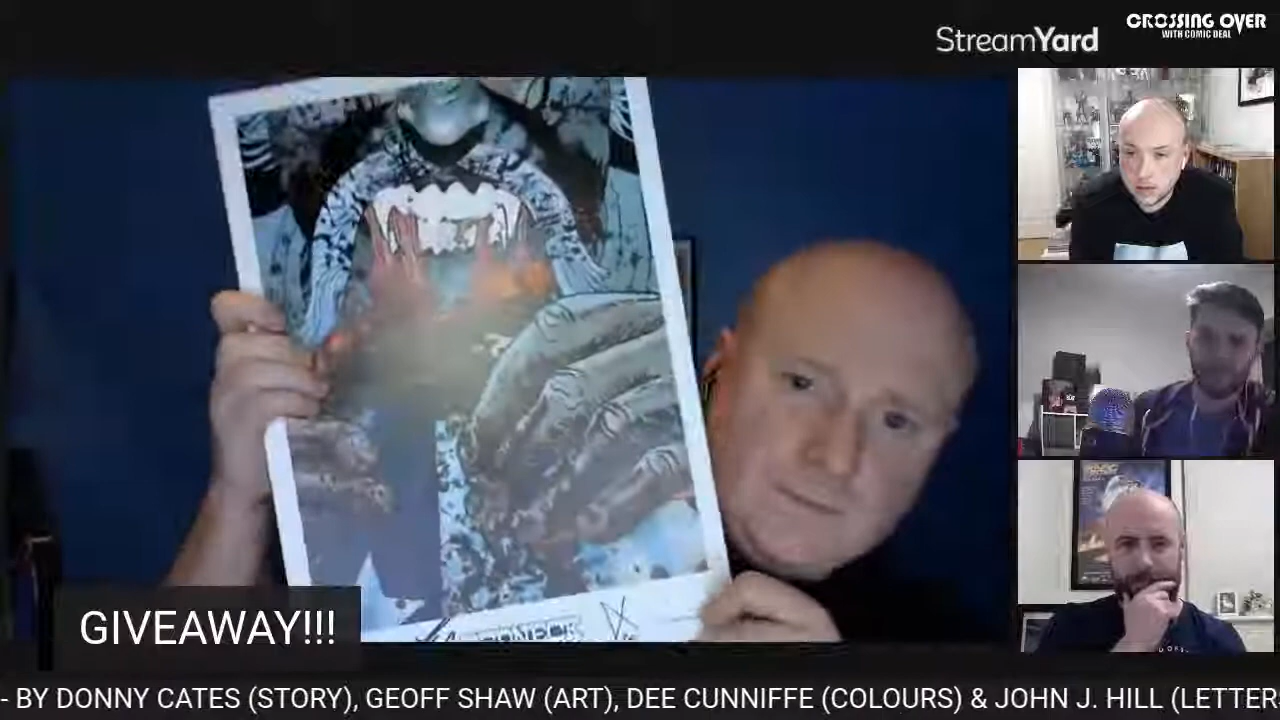 CROSSING OVER
WITH COMIC DEAL
StreamYard
GIVEAWAY!!!
- BY DONNY CATES (STORY), GEOFF SHAW (ART), DEE CUNNIFFE (COLOURS) & JOHN J. HILL (LETTER